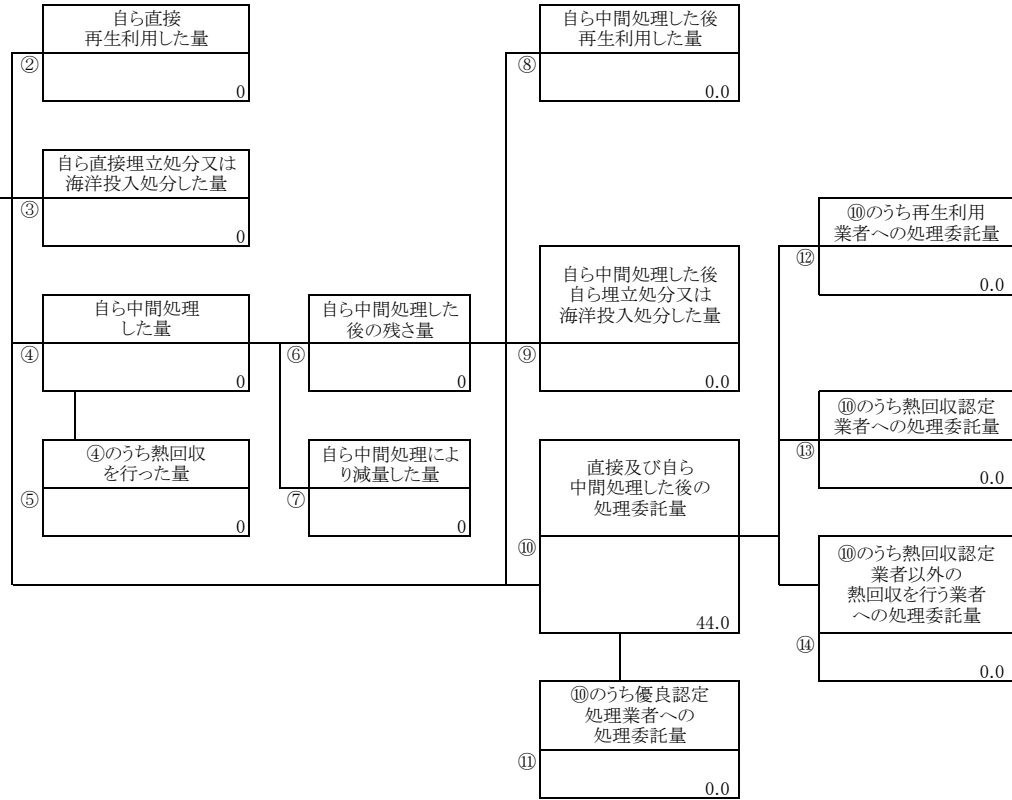 自ら直接
再生利用した量
②
0
自ら直接埋立処分又は
海洋投入処分した量
③
0
自ら中間処理
した量
④
0
④のうち熱回収
を行った量
⑤
0
自ら中間処理した
後の残さ量
⑥
0
自ら中間処理によ
り減量した量
⑦
0
自ら中間処理した後
再生利用した量
⑧
0.0
自ら中間処理した後
自ら埋立処分又は
海洋投入処分した量
⑨
0.0
直接及び自ら
中間処理した後の
処理委託量
⑩
44.0
⑩のうち優良認定
処理業者への
処理委託量
⑪
0.0
⑩のうち再生利用
業者への処理委託量
⑫
0.0
⑩のうち熱回収認定
業者への処理委託量
⑬
0.0
⑩のうち熱回収認定
業者以外の
熱回収を行う業者
への処理委託量
⑭
0.0